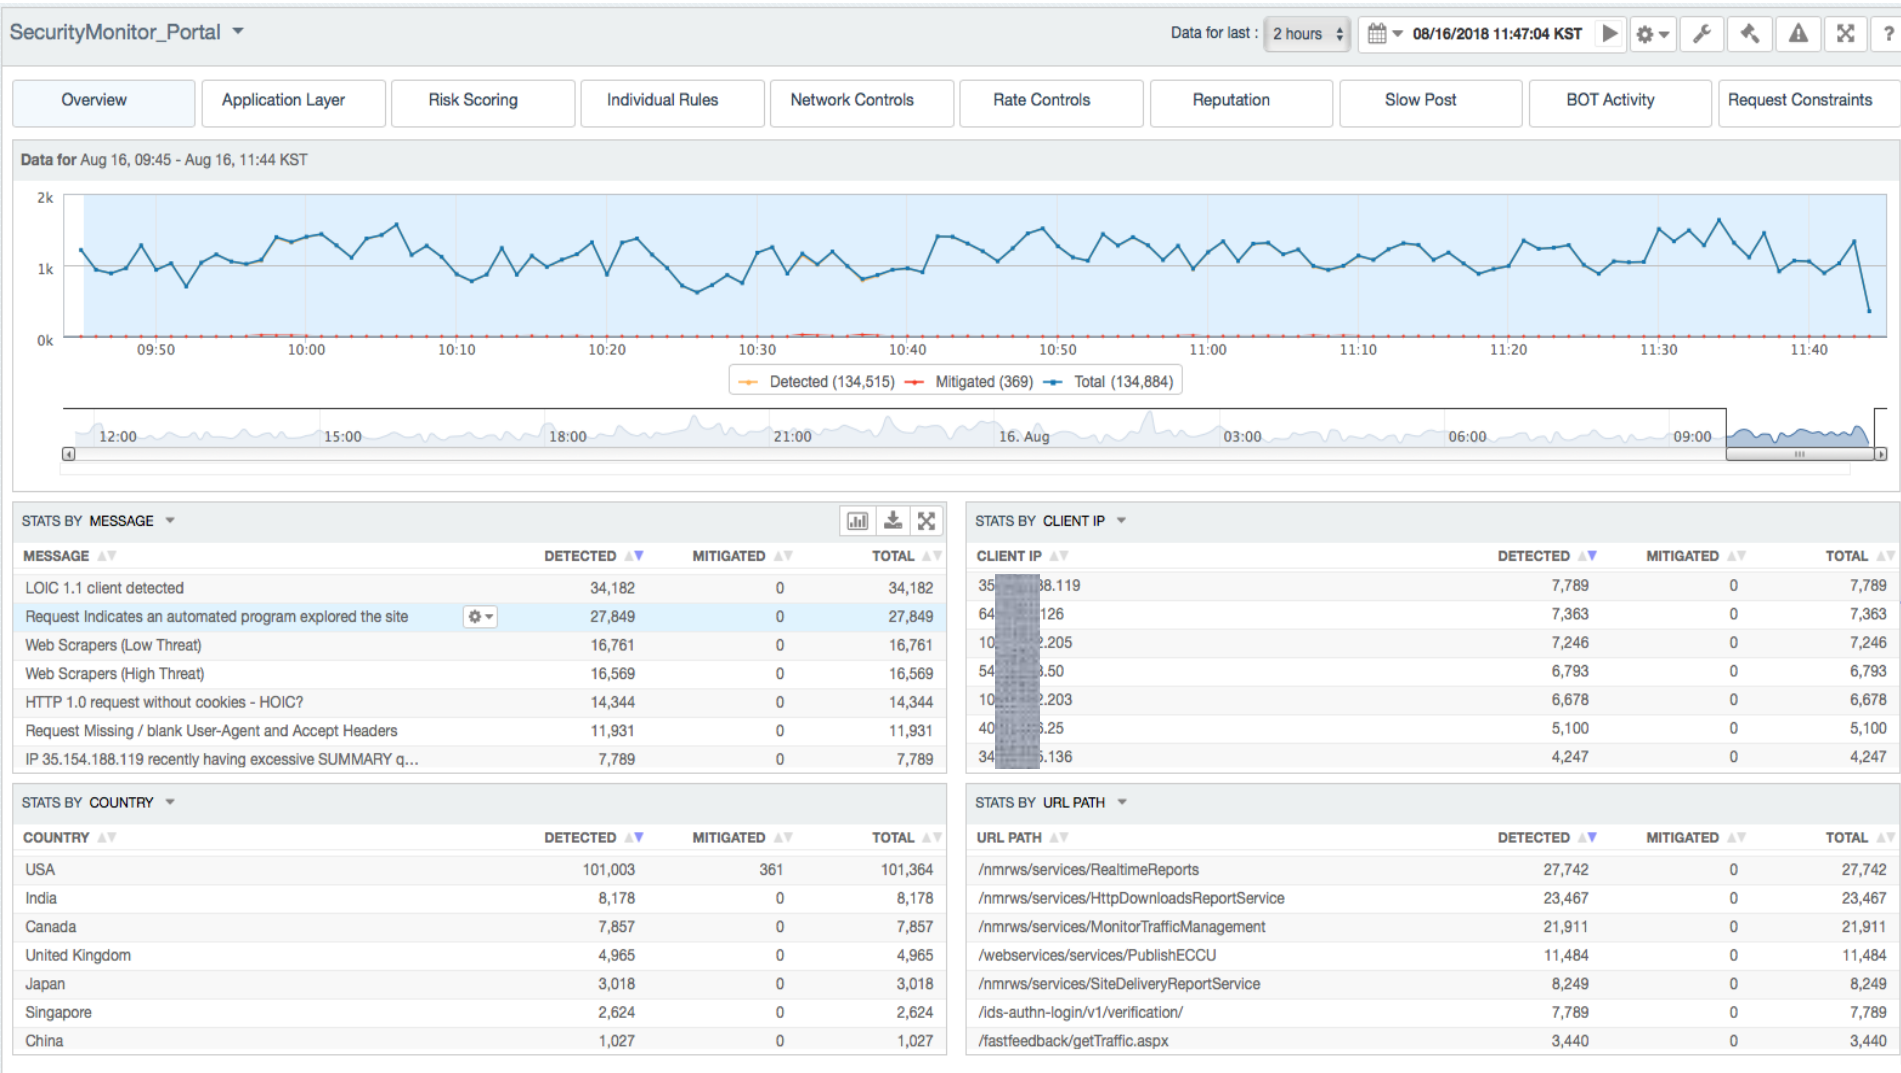 SecurityMonitor_Portal
Data for last : 2 hours 08/16/2018 11:47:04 KST ?
Overview Application Layer Risk Scoring Individual Rules Network Controls Rate Controls Reputation Slow Post BOT Activity Request Constraints
Data for Aug 16, 09:45 - Aug 16, 11:44 KST
2k
1k
0k
09:50 10:00 10:10 10:20 10:30 10:40 10:50 11:00 11:10 11:20 11:30 11:40
Detected (134,515) Mitigated (369) Total (134,884)
12:00 15:00 18:00 21:00 16. Aug 03:00 06:00 09:00
STATS BY MESSAGE
MESSAGE DETECTED MITIGATED TOTAL
LOIC 1.1 client detected 34,182 0 34,182
Request Indicates an automated program explored the site 27,849 0 27,849
Web Scrapers (Low Threat) 16,761 0 16,761
Web Scrapers (High Threat) 16,569 0 16,569
HTTP 1.0 request without cookies - HOIC? 14,344 0 14,344
Request Missing / blank User-Agent and Accept Headers 11,931 0 11,931
IP 35.154.188.119 recently having excessive SUMMARY q... 7,789 0 7,789
STATS BY CLIENT IP
CLIENT IP DETECTED MITIGATED TOTAL
35 38.119 7,789 0 7,789
64 126 7,363 0 7,363
10 2.205 7,246 0 7,246
54 .50 6,793 0 6,793
10 2.203 6,678 0 6,678
40 .25 5,100 0 5,100
34 .136 4,247 0 4,247
STATS BY COUNTRY
COUNTRY DETECTED MITIGATED TOTAL
USA 101,003 361 101,364
India 8,178 0 8,178
Canada 7,857 0 7,857
United Kingdom 4,965 0 4,965
Japan 3,018 0 3,018
Singapore 2,624 0 2,624
China 1,027 0 1,027
STATS BY URL PATH
URL PATH DETECTED MITIGATED TOTAL
/nmrws/services/RealtimeReports 27,742 0 27,742
/nmrws/services/HttpDownloadsReportService 23,467 0 23,467
/nmrws/services/MonitorTrafficManagement 21,911 0 21,911
/webservices/services/PublishECCU 11,484 0 11,484
/nmrws/services/SiteDeliveryReportService 8,249 0 8,249
/ids-authn-login/v1/verification/ 7,789 0 7,789
/fastfeedback/getTraffic.aspx 3,440 0 3,440